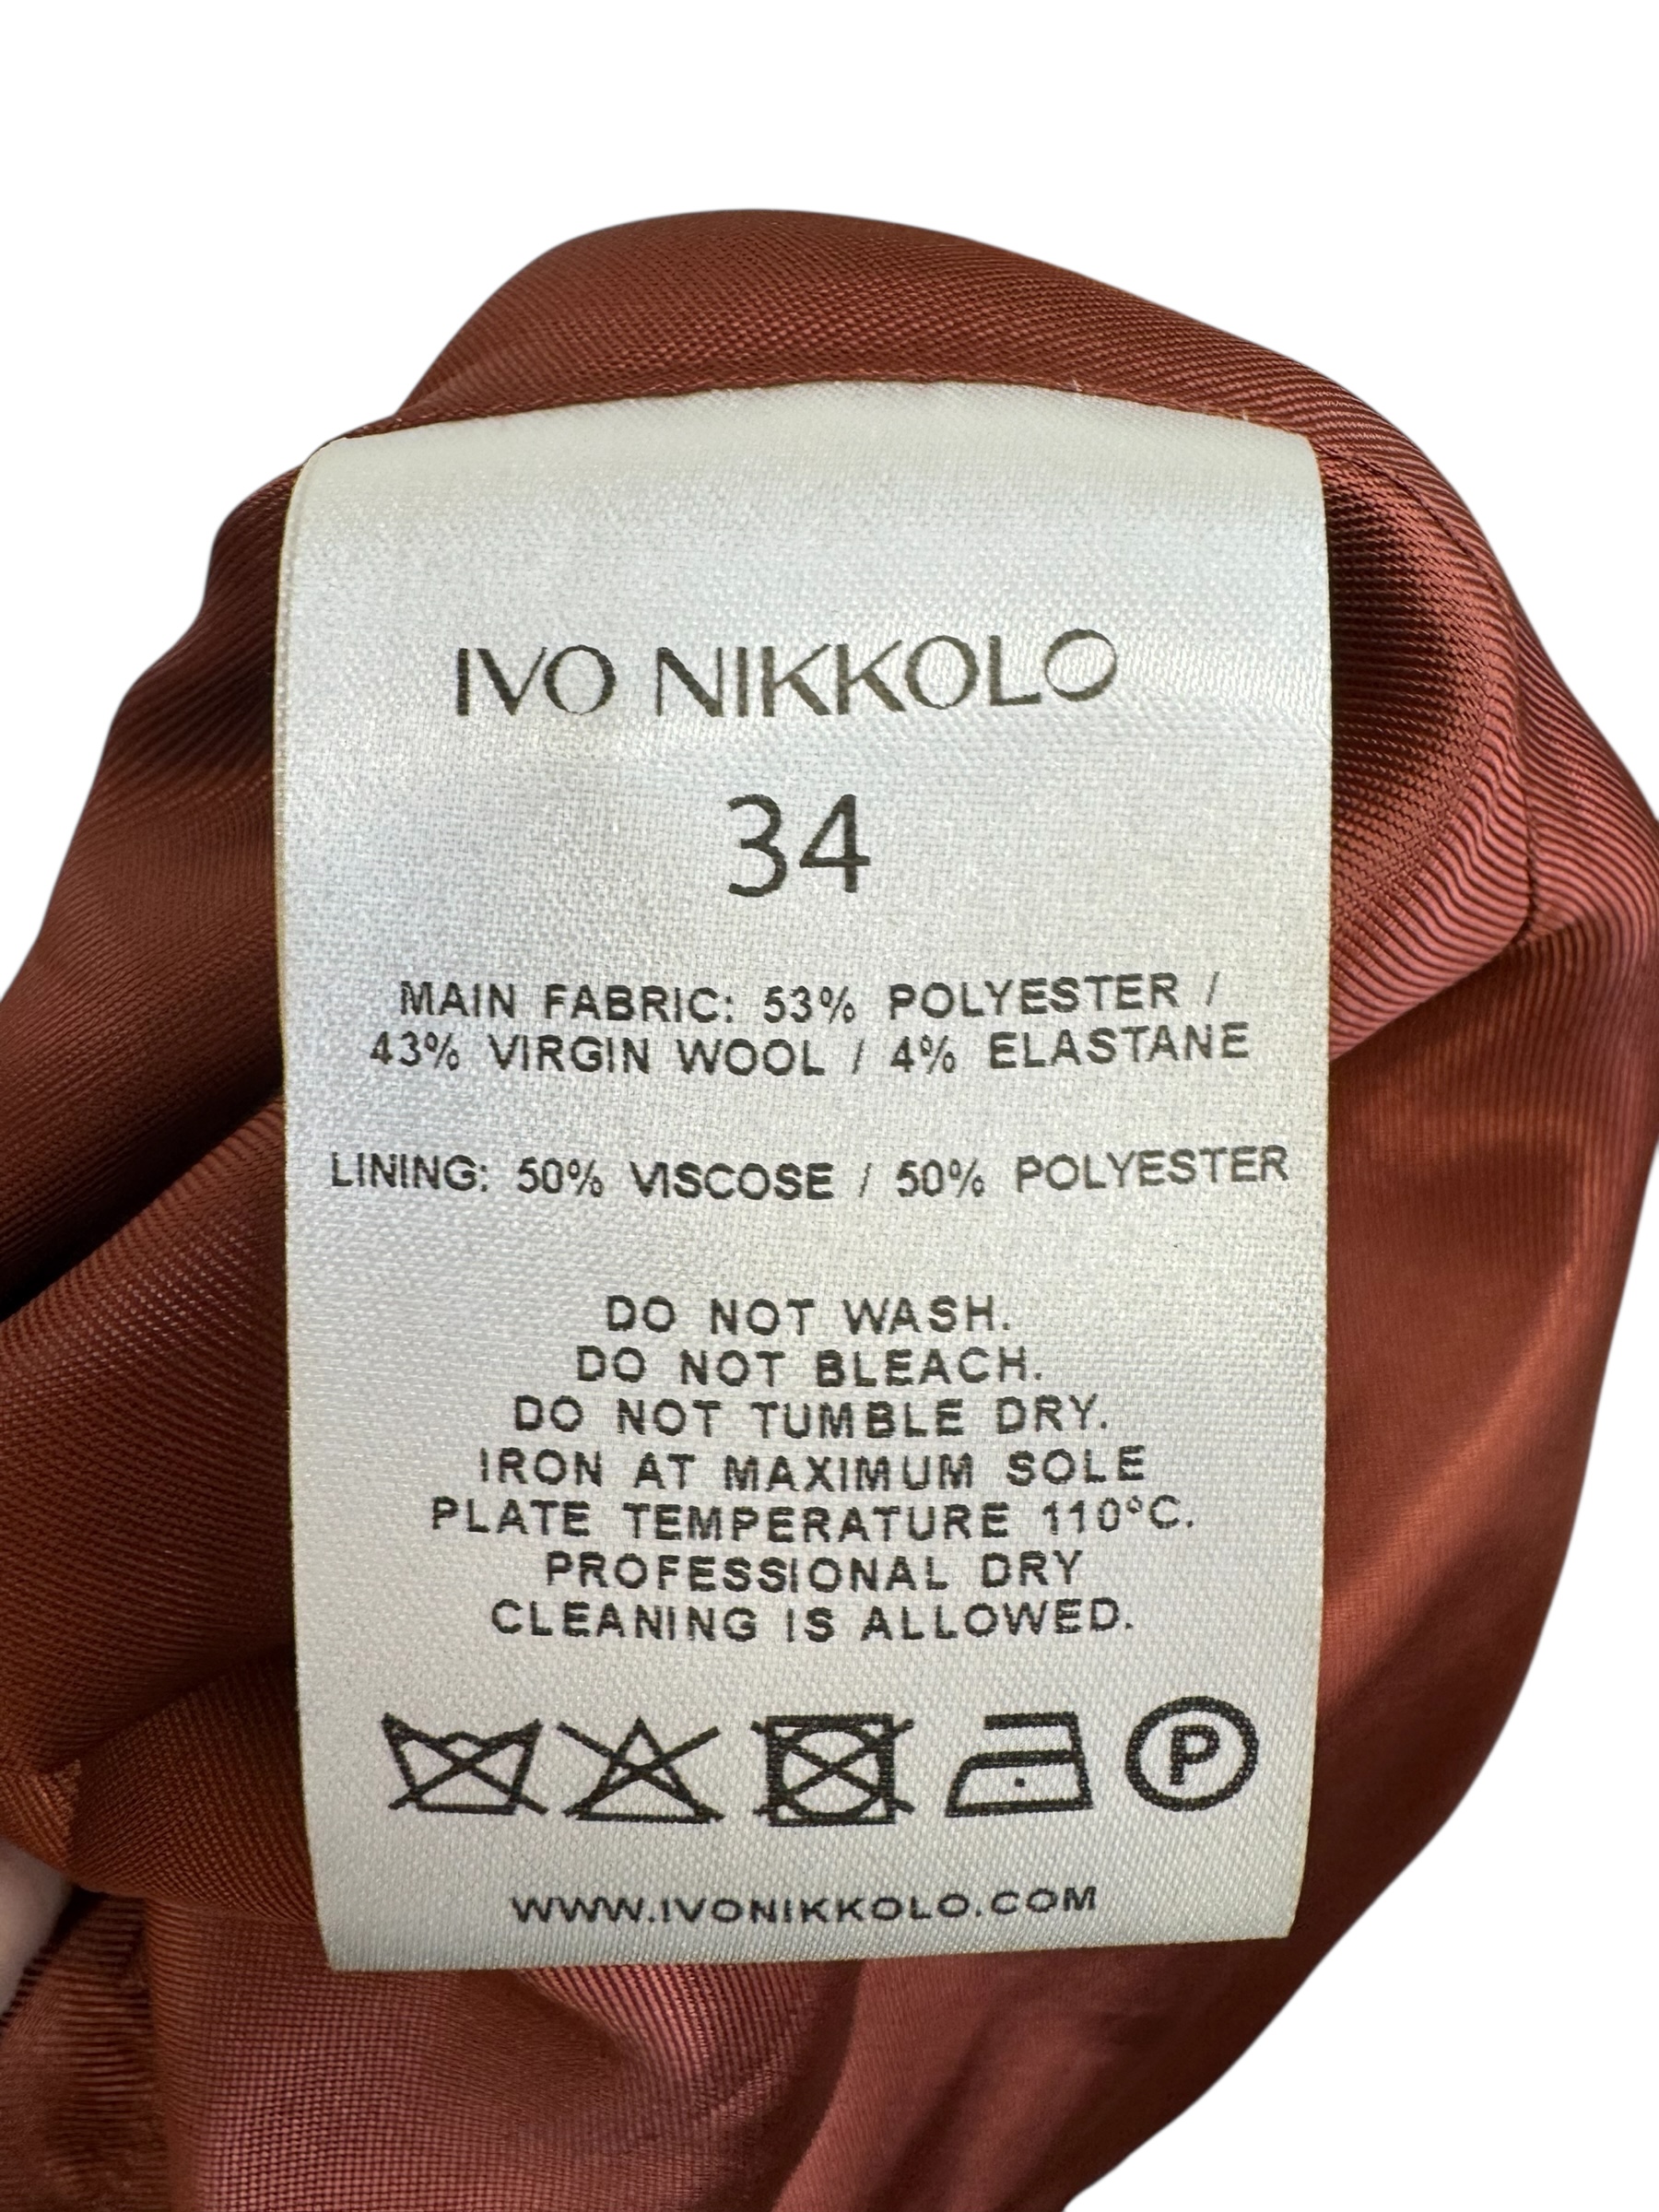 IVO NIKKOLO
34
MAIN FABRIC: 53% POLYESTER /
43% VIRGIN WOOL / 4% ELASTANE
LINING: 50% VISCOSE / 50% POLYESTER
DO NOT WASH.
DO NOT BLEACH.
DO NOT TUMBLE DRY.
IRON AT MAXIMUM SOLE
PLATE TEMPERATURE 110°C.
PROFESSIONAL DRY
CLEANING IS ALLOWED.
P
WWW.IVONIKKOLO.COM